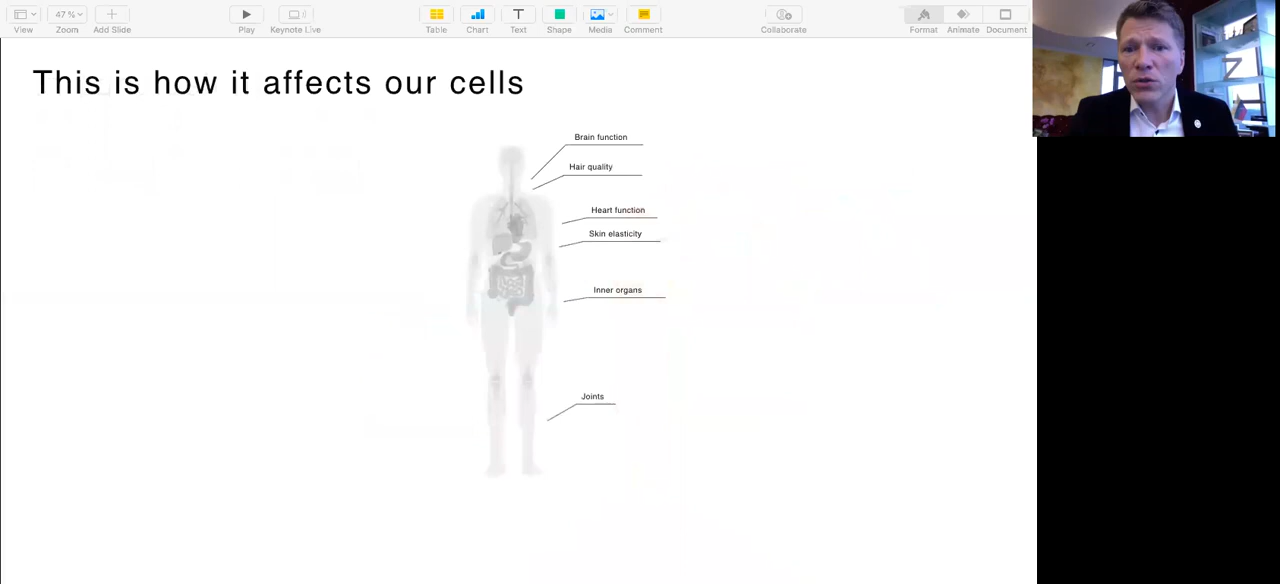 47 %
View
Zoom
Add Slide
Play
Keynote Live
Table
Chart
Text
Shape
Media
Comment
Collaborate
Format
Animate
Document
This is how it affects our cells
Brain function
Hair quality
Heart function
Skin elasticity
Inner organs
Joints